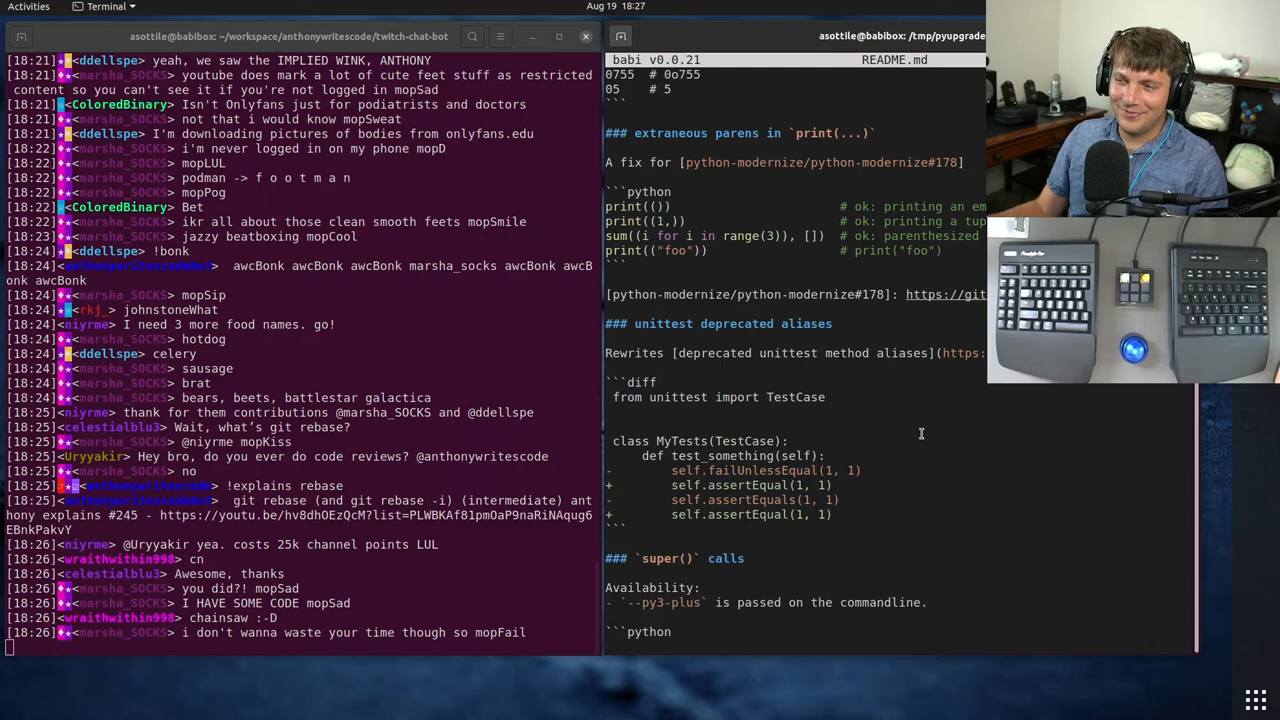 Activities
Terminal
Aug 19 18:27
asottile@babibox: ~/workspace/anthonywritescode/twitch-chat-bot
[18:21] <ddellspe> yeah, we saw the IMPLIED WINK, ANTHONY
[18:21] <marsha_SOCKS> youtube does mark a lot of cute feet stuff as restricted
content so you can't see it if you're not logged in mopSad
[18:21] <ColoredBinary> Isn't Onlyfans just for podiatrists and doctors
[18:21] <marsha_SOCKS> not that i would know mopSweat
[18:21] <ddellspe> I'm downloading pictures of bodies from onlyfans.edu
[18:21] <marsha_SOCKS> i'm never logged in on my phone mopD
[18:22] <marsha_SOCKS> mopLUL
[18:22] <marsha_SOCKS> podman -> f o o t m a n
[18:22] <marsha_SOCKS> mopPog
[18:22] <ColoredBinary> Bet
[18:22] <marsha_SOCKS> ikr all about those clean smooth feets mopSmile
[18:23] <marsha_SOCKS> jazzy beatboxing mopCool
[18:24] <ddellspe> !bonk
[18:24] <anthonywritescodebot> awcBonk awcBonk awcBonk marsha_socks awcBonk awcB
onk awcBonk
[18:24] <marsha_SOCKS> mopSip
[18:24] <rkj_> johnstoneWhat
[18:24] <niyrme> I need 3 more food names. go!
[18:24] <marsha_SOCKS> hotdog
[18:24] <ddellspe> celery
[18:24] <marsha_SOCKS> sausage
[18:24] <marsha_SOCKS> brat
[18:24] <marsha_SOCKS> bears, beets, battlestar galactica
[18:25] <niyrme> thank for them contributions @marsha_SOCKS and @ddellspe
[18:25] <celestialblu3> Wait, what's git rebase?
[18:25] <marsha_SOCKS> @niyrme mopKiss
[18:25] <Uryyakir> Hey bro, do you ever do code reviews? @anthonywritescode
[18:25] <marsha_SOCKS> no
[18:25] <anthonywritescode> !explains rebase
[18:25] <anthonywritescodebot> git rebase (and git rebase -i) (intermediate) ant
hony explains #245 - https://youtu.be/hv8dhOEzQcM?list=PLWBKAf81pmOaP9naRiNAqug6
EBnkPakvY
[18:26] <niyrme> @Uryyakir yea. costs 25k channel points LUL
[18:26] <wraithwithin998> cn
[18:26] <celestialblu3> Awesome, thanks
[18:26] <marsha_SOCKS> you did?! mopSad
[18:26] <marsha_SOCKS> I HAVE SOME CODE mopSad
[18:26] <wraithwithin998> chainsaw :-D
[18:26] <marsha_SOCKS> i don't wanna waste your time though so mopFail
asottile@babibox: /tmp/pyupgrade
babi v0.0.21 README.md
0755 # 0o755
05 # 5
```
### extraneous parens in `print(...)`
A fix for [python-modernize/python-modernize#178]
```python
print(()) # ok: printing an em
print((1,)) # ok: printing a tup
sum((i for i in range(3)), []) # ok: parenthesized
print(("foo")) # print("foo")
```
[python-modernize/python-modernize#178]: https://git
### unittest deprecated aliases
Rewrites [deprecated unittest method aliases](https:
```diff
from unittest import TestCase
class MyTests(TestCase):
def test_something(self):
- self.failUnlessEqual(1, 1)
+ self.assertEqual(1, 1)
- self.assertEquals(1, 1)
+ self.assertEqual(1, 1)
```
### `super()` calls
Availability:
- `--py3-plus` is passed on the commandline.
```python